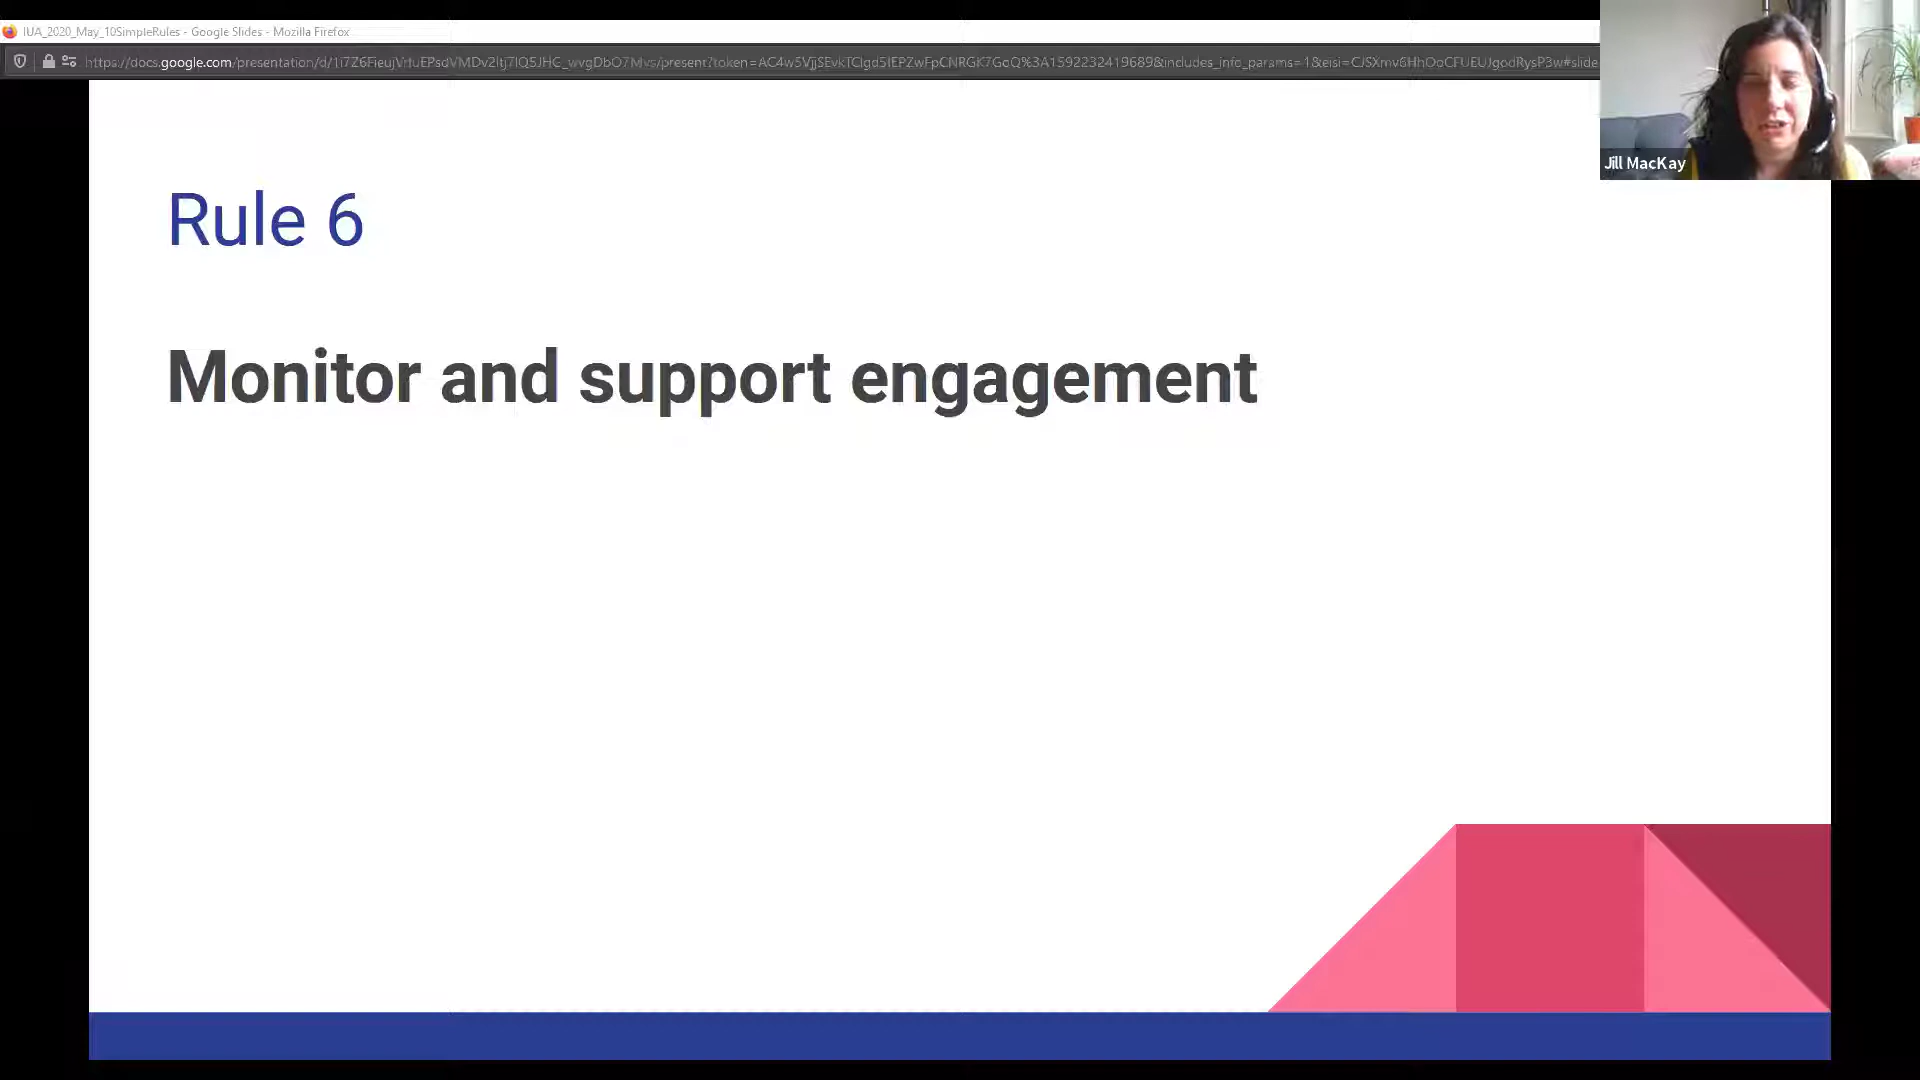 IUA_2020_May_10SimpleRules - Google Slides - Mozilla Firefox
Jill MacKay
Rule 6
Monitor and support engagement